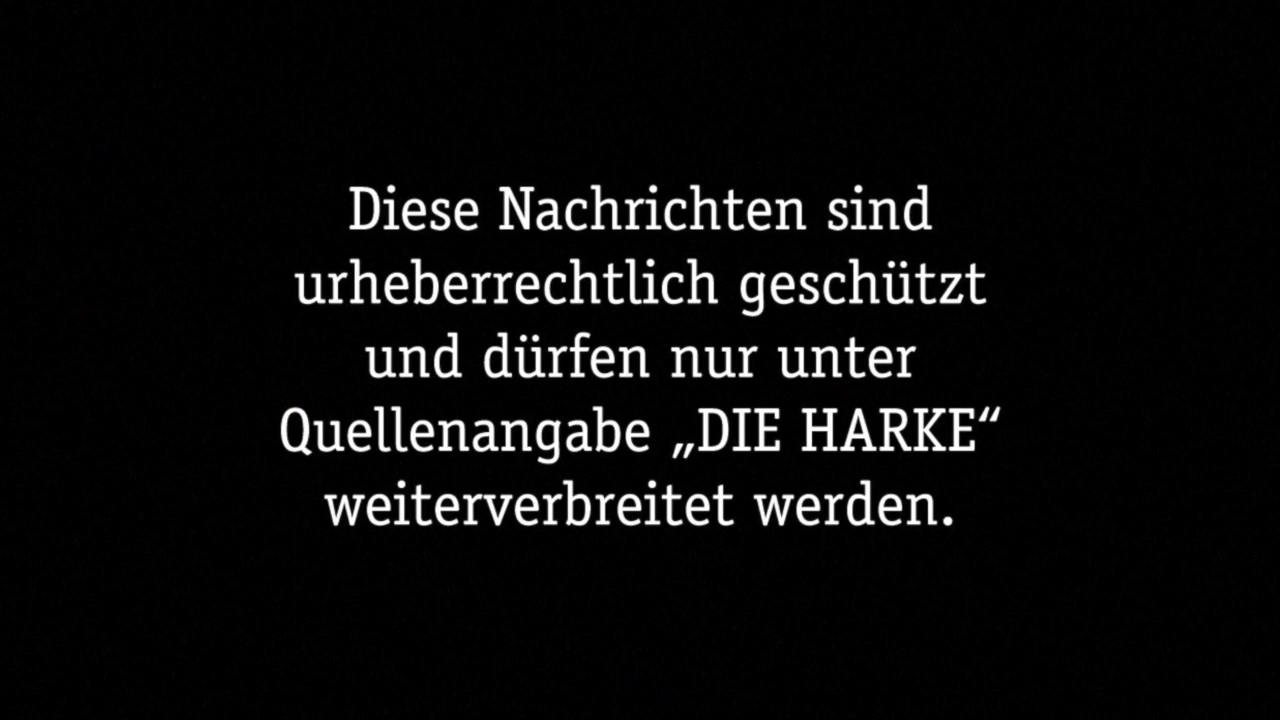 Diese Nachrichten sind
urheberrechtlich geschützt
und dürfen nur unter
Quellenangabe „DIE HARKE“
weiterverbreitet werden.